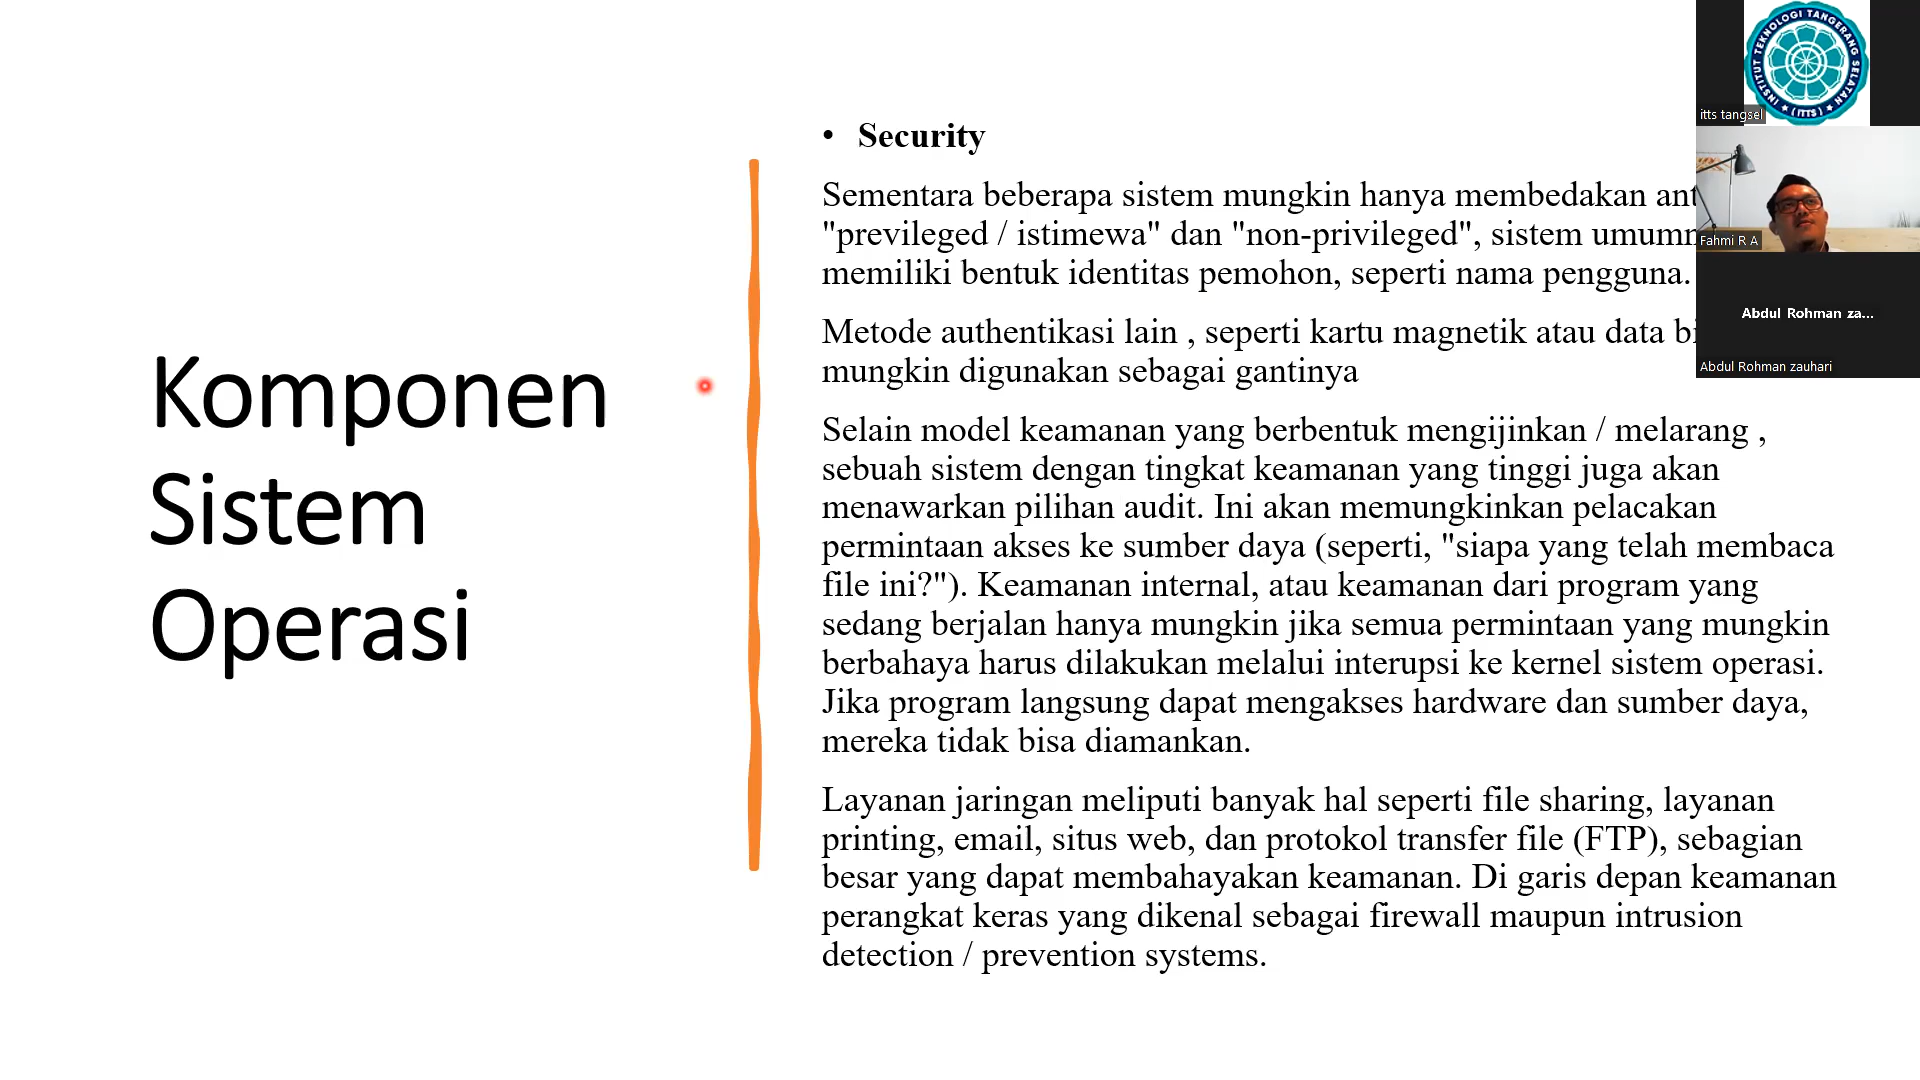 Komponen
Sistem
Operasi
• Security
Sementara beberapa sistem mungkin hanya membedakan
"previleged / istimewa" dan "non-privileged", sistem
memiliki bentuk identitas pemohon, seperti nama pengguna.
Metode authentikasi lain , seperti kartu magnetik atau data
mungkin digunakan sebagai gantinya
Selain model keamanan yang berbentuk mengijinkan / melarang ,
sebuah sistem dengan tingkat keamanan yang tinggi juga akan
menawarkan pilihan audit. Ini akan memungkinkan pelacakan
permintaan akses ke sumber daya (seperti, "siapa yang telah membaca
file ini?"). Keamanan internal, atau keamanan dari program yang
sedang berjalan hanya mungkin jika semua permintaan yang mungkin
berbahaya harus dilakukan melalui interupsi ke kernel sistem operasi.
Jika program langsung dapat mengakses hardware dan sumber daya,
mereka tidak bisa diamankan.
Layanan jaringan meliputi banyak hal seperti file sharing, layanan
printing, email, situs web, dan protokol transfer file (FTP), sebagian
besar yang dapat membahayakan keamanan. Di garis depan keamanan
perangkat keras yang dikenal sebagai firewall maupun intrusion
detection / prevention systems.
INSTITUT TEKNOLOGI TANGERANG SELATAN
(ITTS)
itts tangsel
Fahmi R A
Abdul Rohman za...
Abdul Rohman zauhari